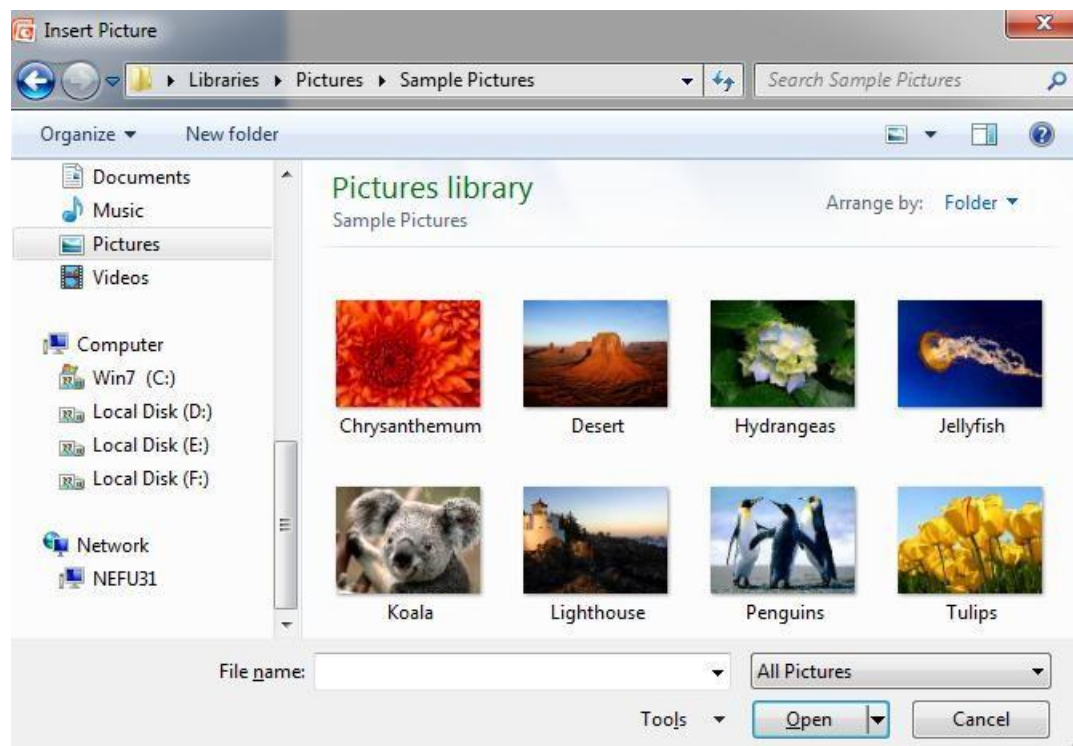 Insert Picture
Libraries Pictures Sample Pictures
Search Sample Pictures
Organize New folder
Documents
Music
Pictures
Videos
Computer
Win7 (C:)
Local Disk (D:)
Local Disk (E:)
Local Disk (F:)
Network
NEFU31
Pictures library
Sample Pictures
Arrange by: Folder
Chrysanthemum
Desert
Hydrangeas
Jellyfish
Koala
Lighthouse
Penguins
Tulips
File name:
All Pictures
Tools
Open
Cancel